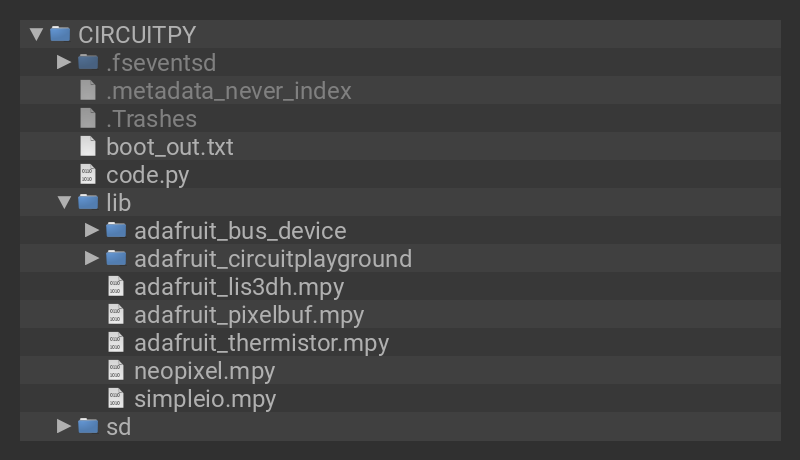 CIRCUITPY
.fseventsd
.metadata_never_index
.Trashes
boot_out.txt
code.py
lib
adafruit_bus_device
adafruit_circuitplayground
adafruit_lis3dh.mpy
adafruit_pixelbuf.mpy
adafruit_thermistor.mpy
neopixel.mpy
simpleio.mpy
sd